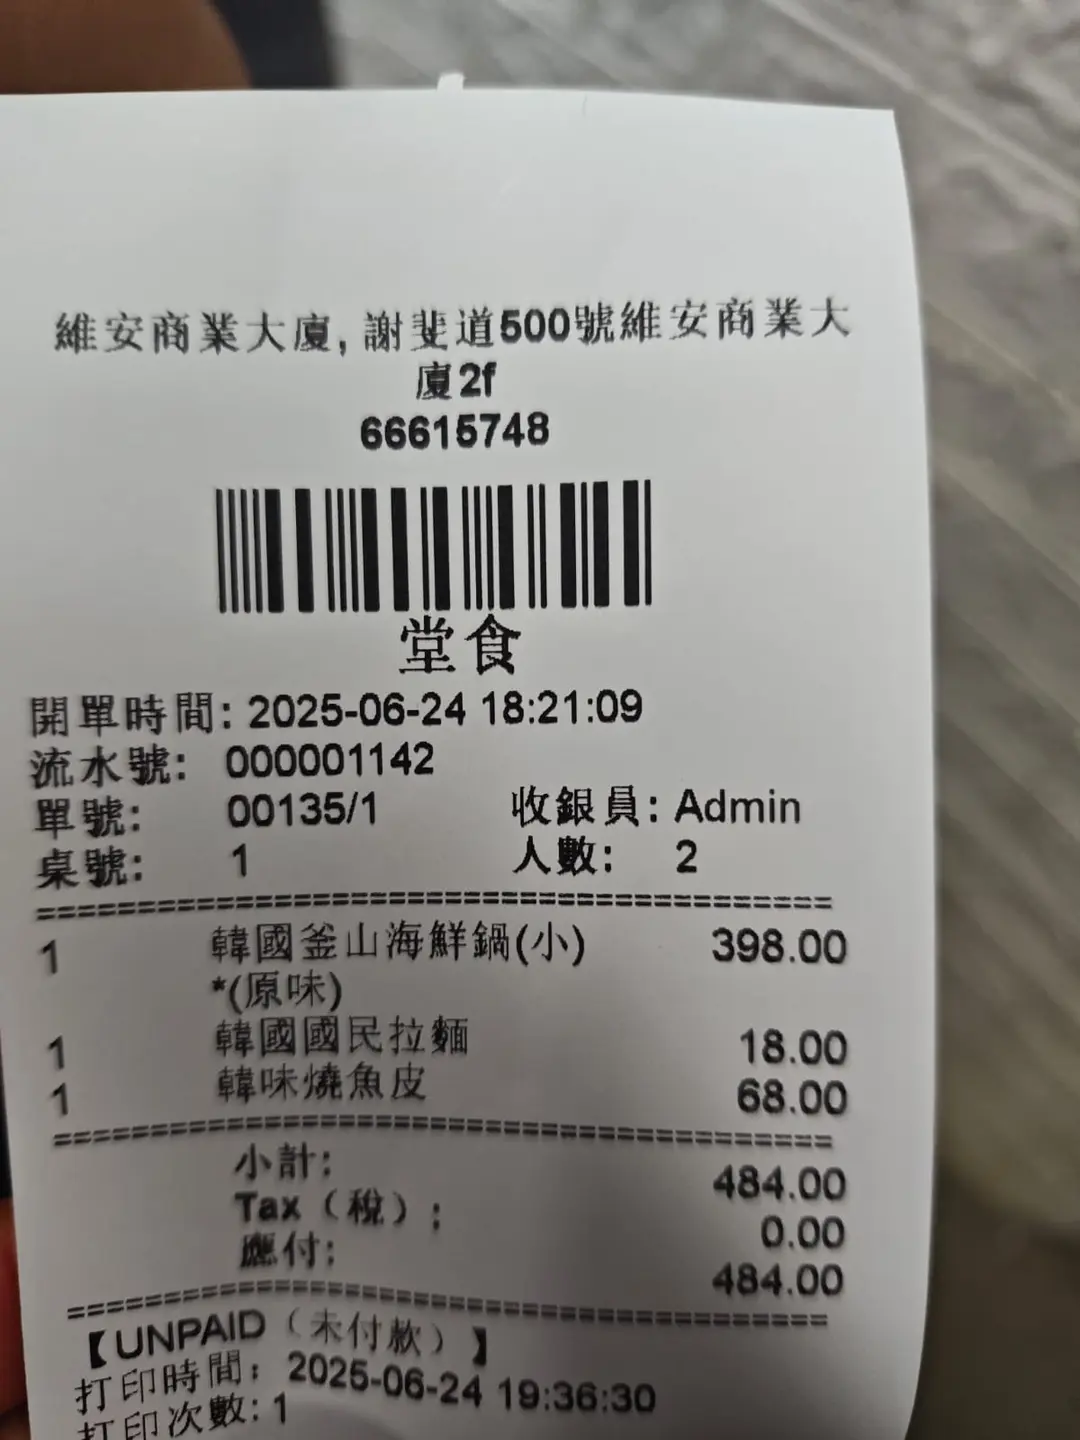 維安商業大廈, 謝斐道500號維安商業大
廈2f
66615748
堂食
開單時間: 2025-06-24 18:21:09
流水號: 000001142
單號: 00135/1 收銀員: Admin
桌號: 1 人數: 2
========================================
1 韓國釜山海鮮鍋(小) 398.00
*(原味)
1 韓國國民拉麵 18.00
1 韓味燒魚皮 68.00
========================================
小計: 484.00
Tax（稅）: 0.00
應付: 484.00
========================================
【UNPAID（未付款）】
打印時間: 2025-06-24 19:36:30
打印次數: 1